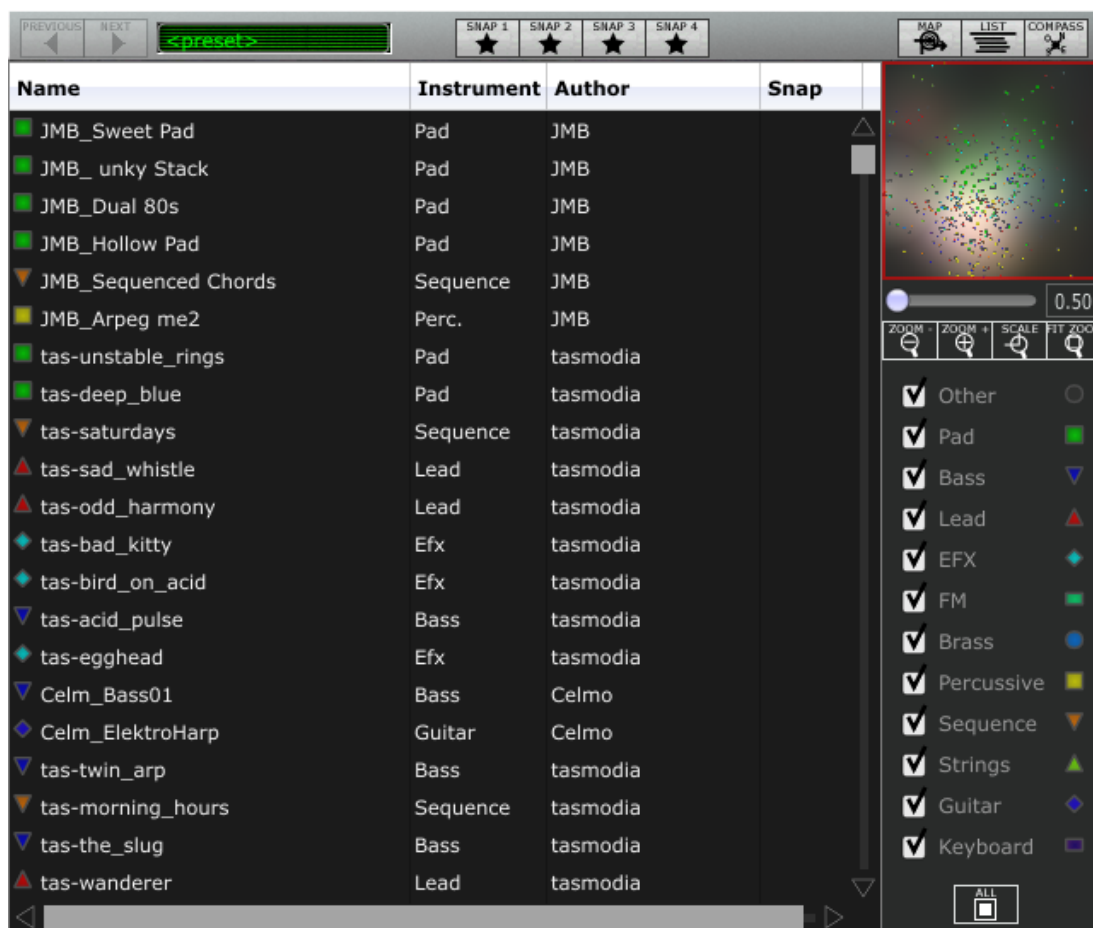 PREVIOUS NEXT <preset> SNAP 1 SNAP 2 SNAP 3 SNAP 4 MAP LIST COMPASS
Name Instrument Author Snap
JMB_Sweet Pad Pad JMB
JMB_ unky Stack Pad JMB
JMB_Dual 80s Pad JMB
JMB_Hollow Pad Pad JMB
JMB_Sequenced Chords Sequence JMB
JMB_Arpeg me2 Perc. JMB
tas-unstable_rings Pad tasmodia
tas-deep_blue Pad tasmodia
tas-saturdays Sequence tasmodia
tas-sad_whistle Lead tasmodia
tas-odd_harmony Lead tasmodia
tas-bad_kitty Efx tasmodia
tas-bird_on_acid Efx tasmodia
tas-acid_pulse Bass tasmodia
tas-egghead Efx tasmodia
Celm_Bass01 Bass Celmo
Celm_ElektroHarp Guitar Celmo
tas-twin_arp Bass tasmodia
tas-morning_hours Sequence tasmodia
tas-the_slug Bass tasmodia
tas-wanderer Lead tasmodia
0.50
ZOOM - ZOOM + SCALE FIT ZOO
Other
Pad
Bass
Lead
EFX
FM
Brass
Percussive
Sequence
Strings
Guitar
Keyboard
ALL